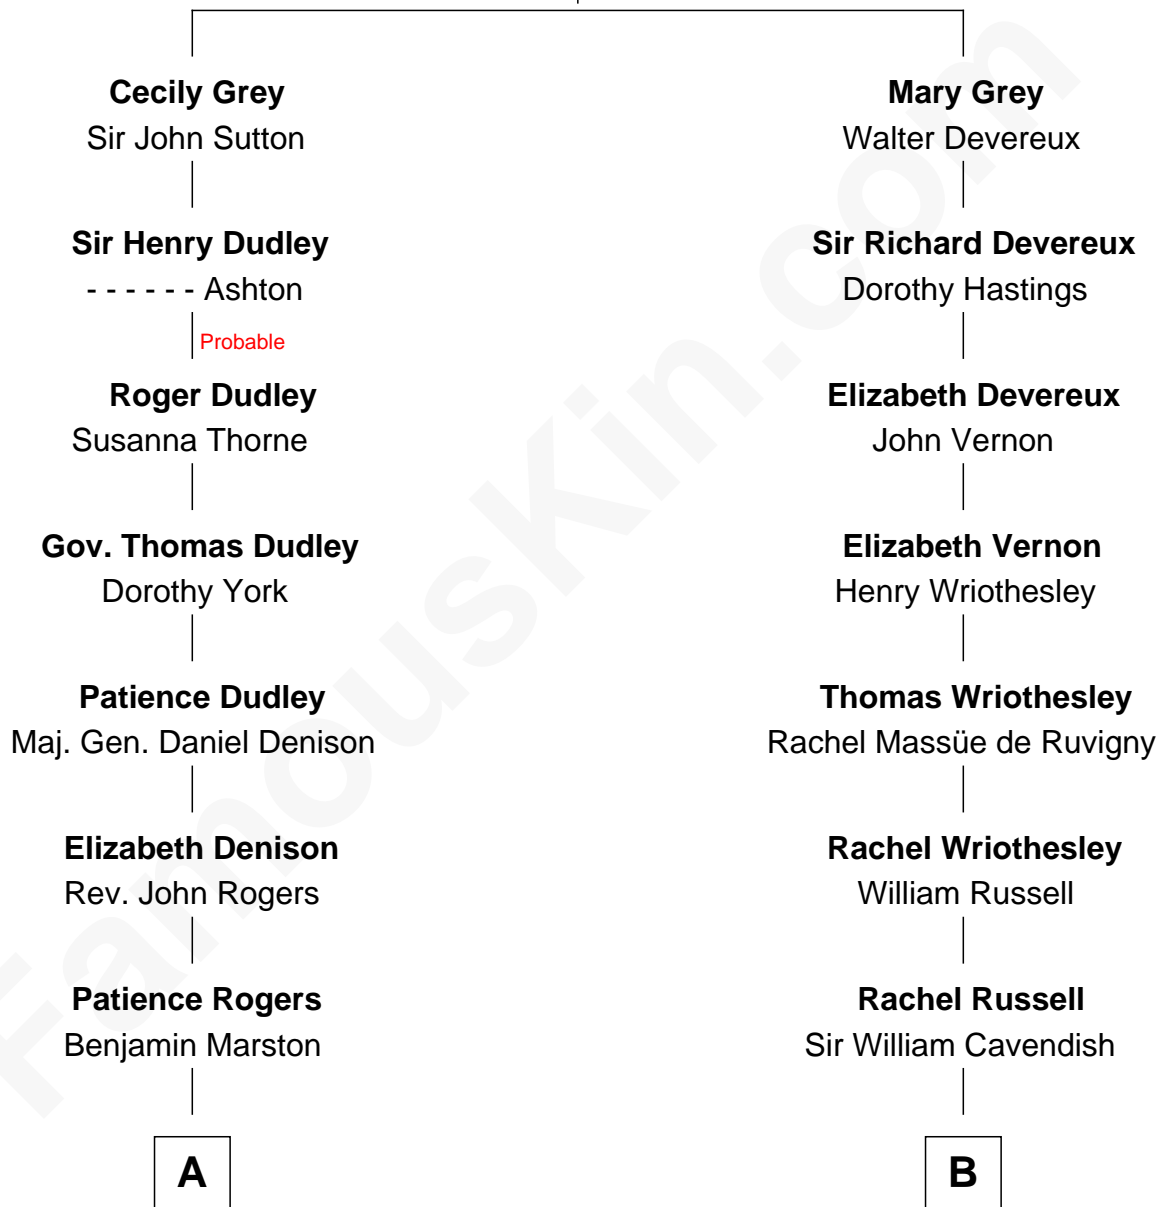 Cecily Grey
Sir John Sutton
Sir Henry Dudley
- - - - - - Ashton
Probable
Roger Dudley
Susanna Thorne
Gov. Thomas Dudley
Dorothy York
Patience Dudley
Maj. Gen. Daniel Denison
Elizabeth Denison
Rev. John Rogers
Patience Rogers
Benjamin Marston
A
Mary Grey
Walter Devereux
Sir Richard Devereux
Dorothy Hastings
Elizabeth Devereux
John Vernon
Elizabeth Vernon
Henry Wriothesley
Thomas Wriothesley
Rachel Massüe de Ruvigny
Rachel Wriothesley
William Russell
Rachel Russell
Sir William Cavendish
B
FamousKin.com